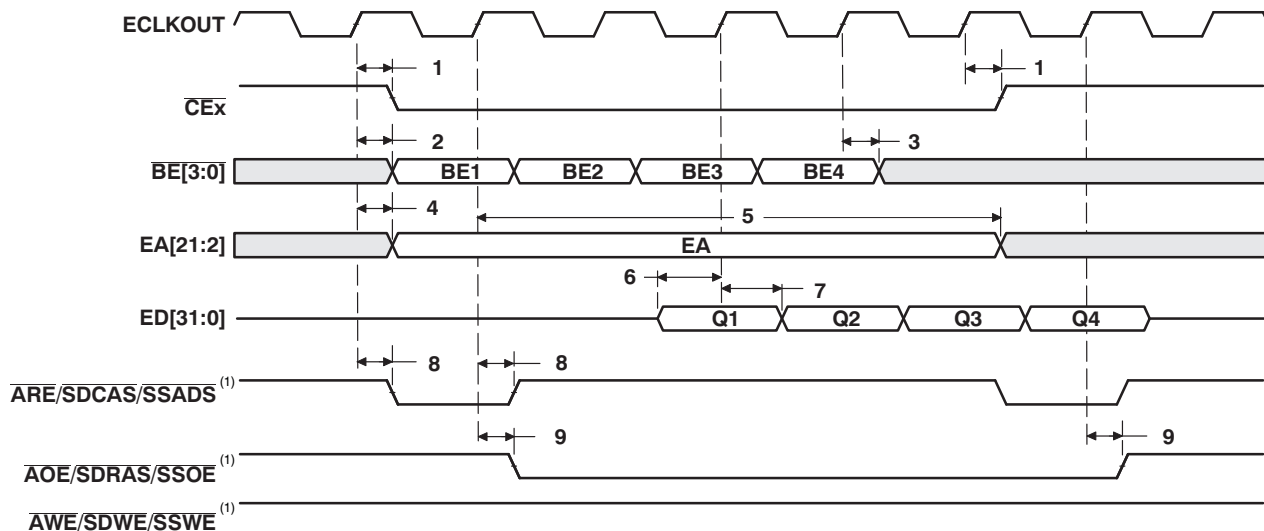 ECLKOUT
1 1
CEx
2 3
BE[3:0] BE1 BE2 BE3 BE4
4 5
EA[21:2] EA
6 7
ED[31:0] Q1 Q2 Q3 Q4
8 8
ARE/SDCAS/SSADS (1)
9 9
AOE/SDRAS/SSOE (1)
AWE/SDWE/SSWE (1)